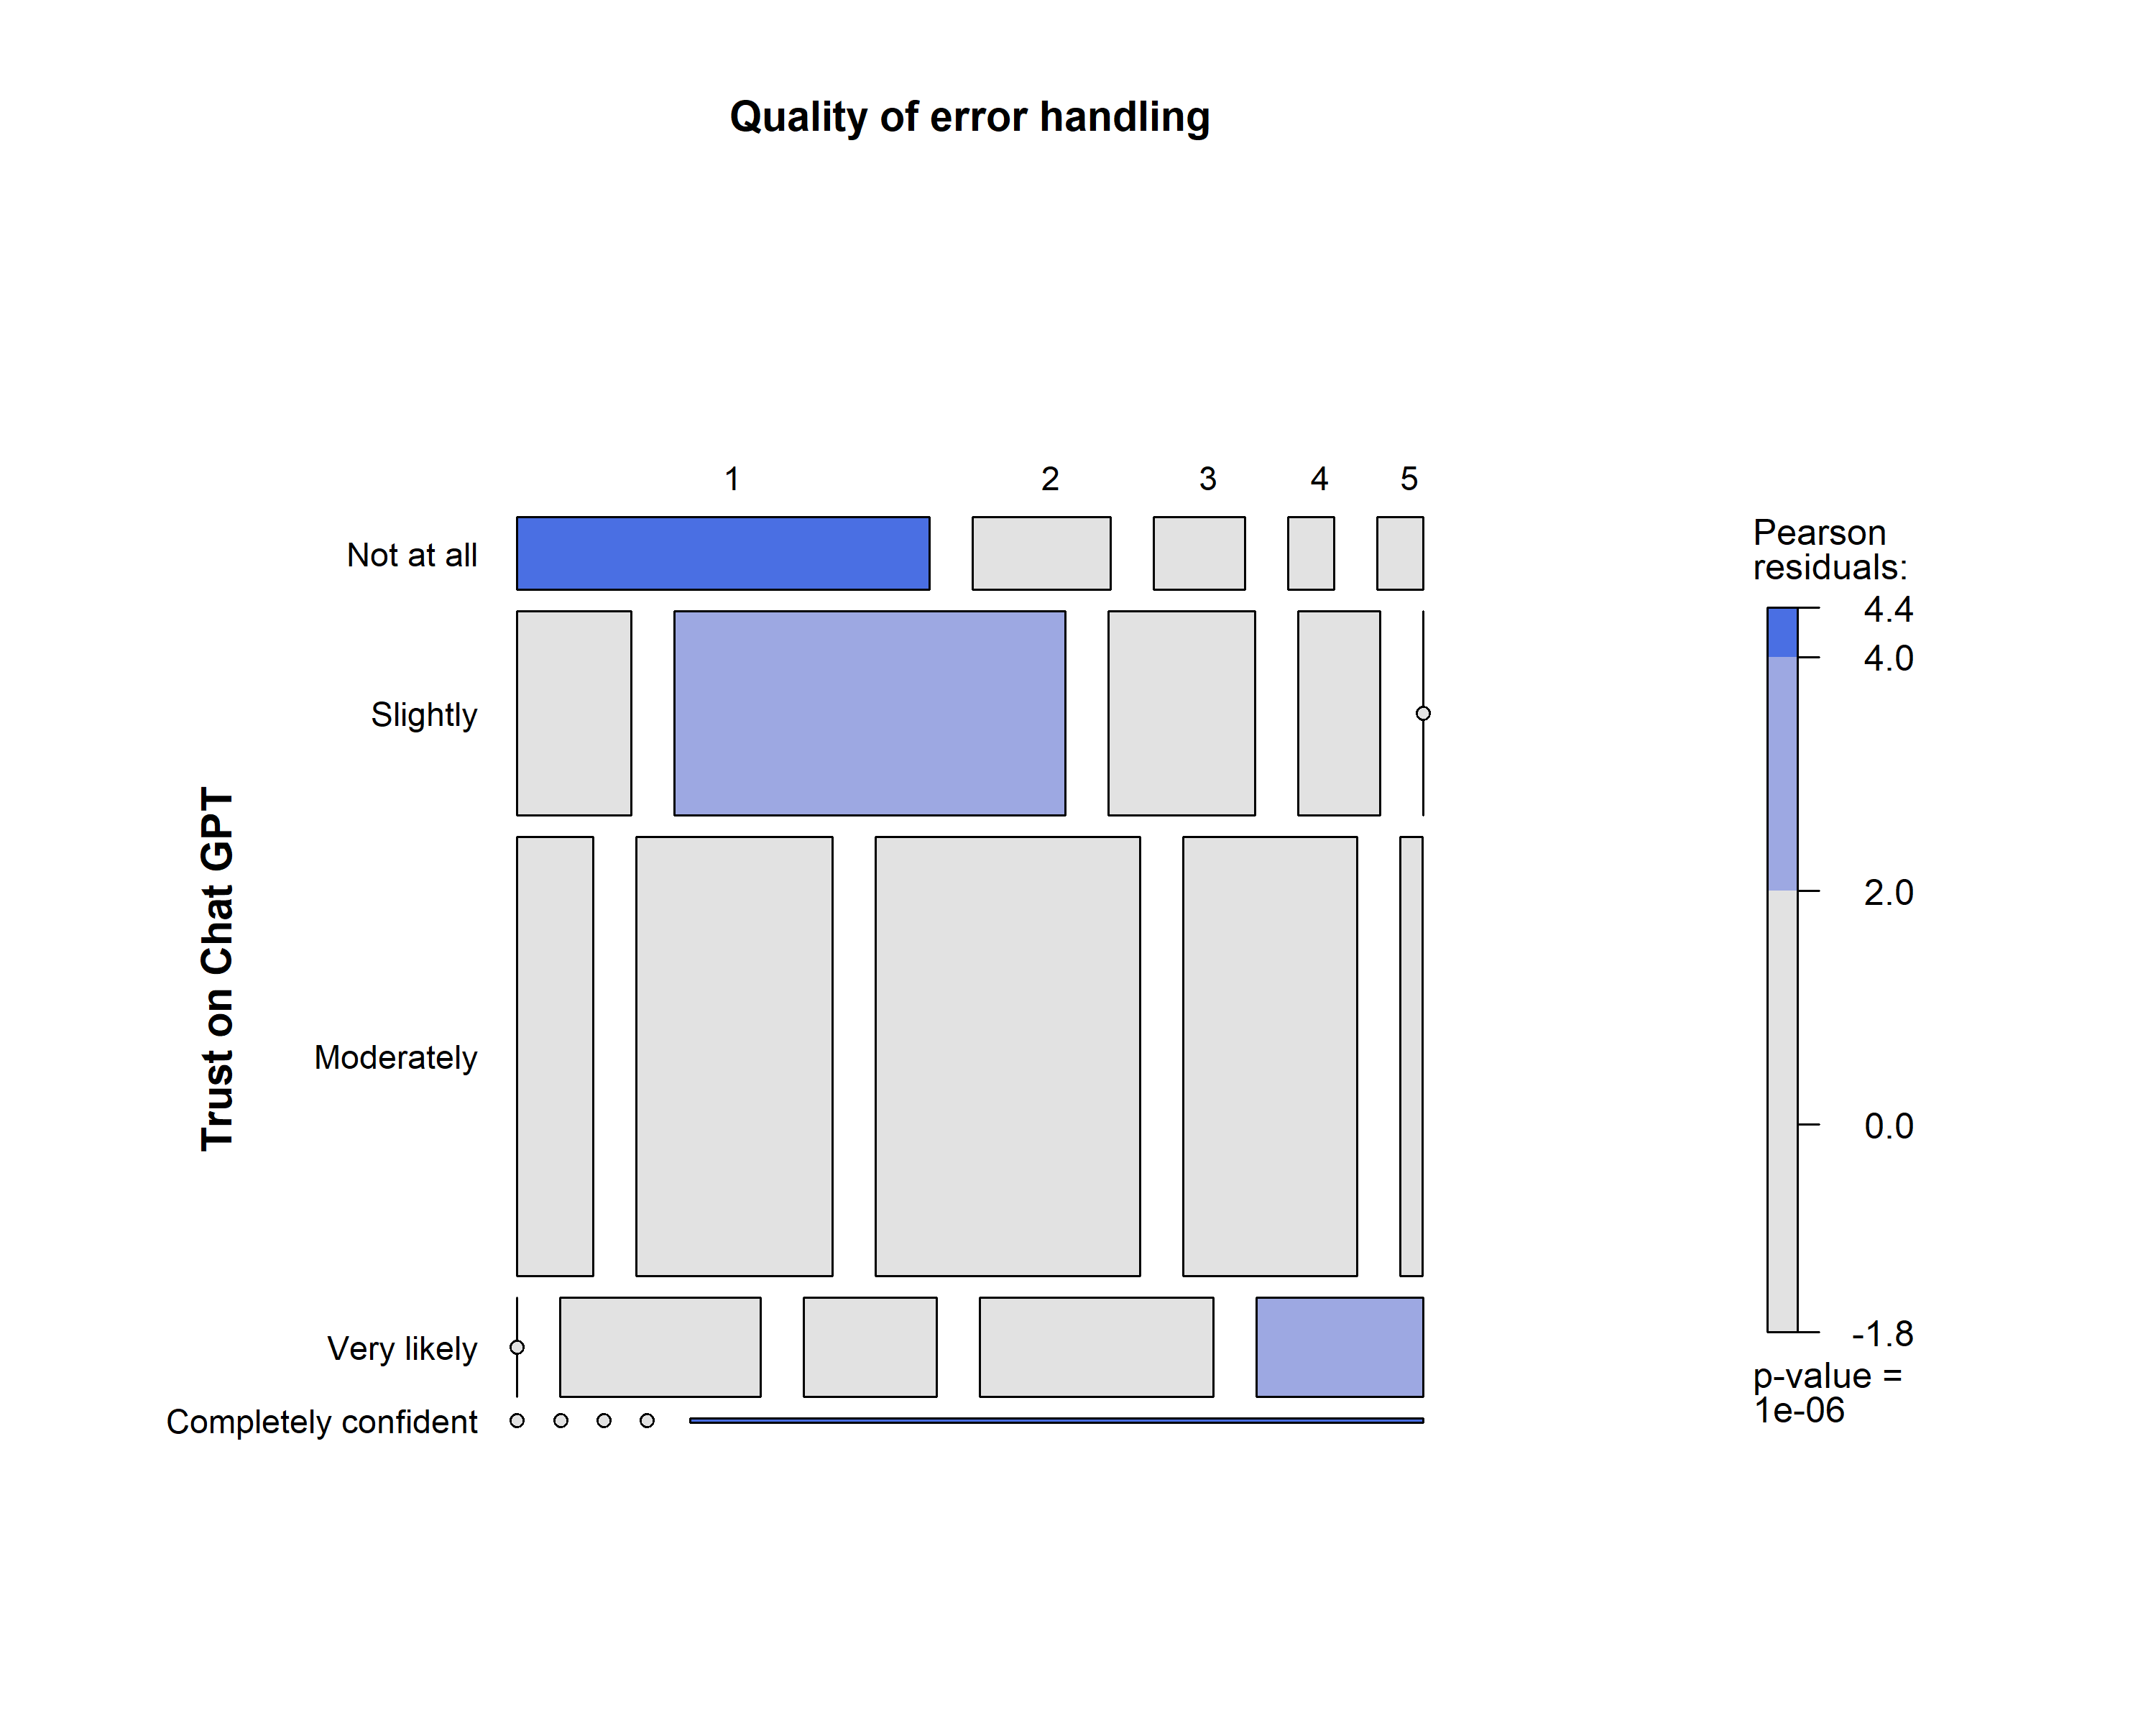 Quality of error handling
1 2 3 4 5
Trust on Chat GPT
Not at all
Slightly
Moderately
Very likely
Completely confident
Pearson
residuals:
4.4
4.0
2.0
0.0
-1.8
p-value =
1e-06